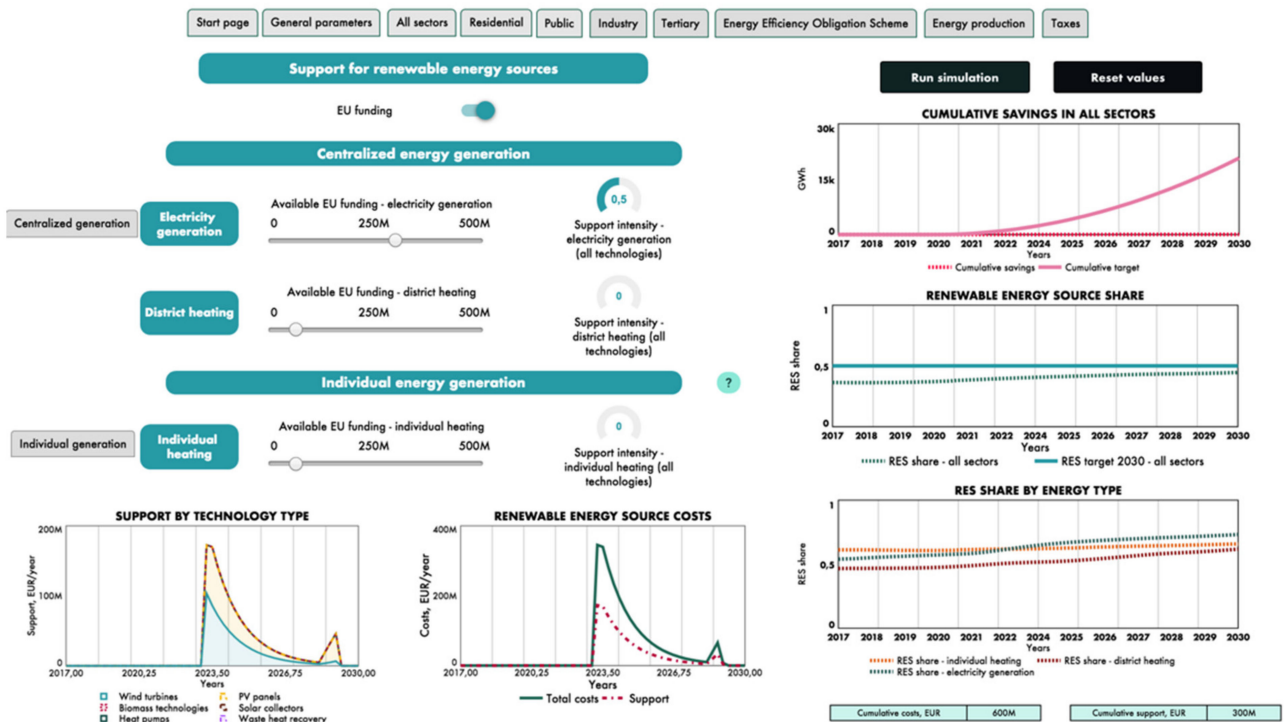 Start page
General parameters
All sectors
Residential
Public
Industry
Tertiary
Energy Efficiency Obligation Scheme
Energy production
Taxes
Support for renewable energy sources
EU funding
Centralized energy generation
Centralized generation
Electricity
generation
Available EU funding - electricity generation
0 250M 500M
0,5
Support intensity -
electricity generation
(all technologies)
District heating
Available EU funding - district heating
0 250M 500M
0
Support intensity -
district heating (all
technologies)
Individual energy generation
?
Individual generation
Individual
heating
Available EU funding - individual heating
0 250M 500M
0
Support intensity -
individual heating (all
technologies)
SUPPORT BY TECHNOLOGY TYPE
Support, EUR/year
200M
100M
0
2017,00 2020,25 2023,50 2026,75 2030,00
Years
Wind turbines
PV panels
Biomass technologies
Solar collectors
Heat pumps
Waste heat recovery
RENEWABLE ENERGY SOURCE COSTS
Costs, EUR/year
400M
200M
0
2017,00 2020,25 2023,50 2026,75 2030,00
Years
Total costs
Support
Run simulation
Reset values
CUMULATIVE SAVINGS IN ALL SECTORS
GWh
30k
15k
0
2017 2018 2019 2020 2021 2022 2024 2025 2026 2027 2028 2029 2030
Years
Cumulative savings
Cumulative target
RENEWABLE ENERGY SOURCE SHARE
RES share
1
0,5
0
2017 2018 2019 2020 2021 2022 2024 2025 2026 2027 2028 2029 2030
Years
RES share - all sectors
RES target 2030 - all sectors
RES SHARE BY ENERGY TYPE
RES share
1
0,5
0
2017 2018 2019 2020 2021 2022 2024 2025 2026 2027 2028 2029 2030
Years
RES share - individual heating
RES share - district heating
RES share - electricity generation
Cumulative costs, EUR 600M
Cumulative support, EUR 300M